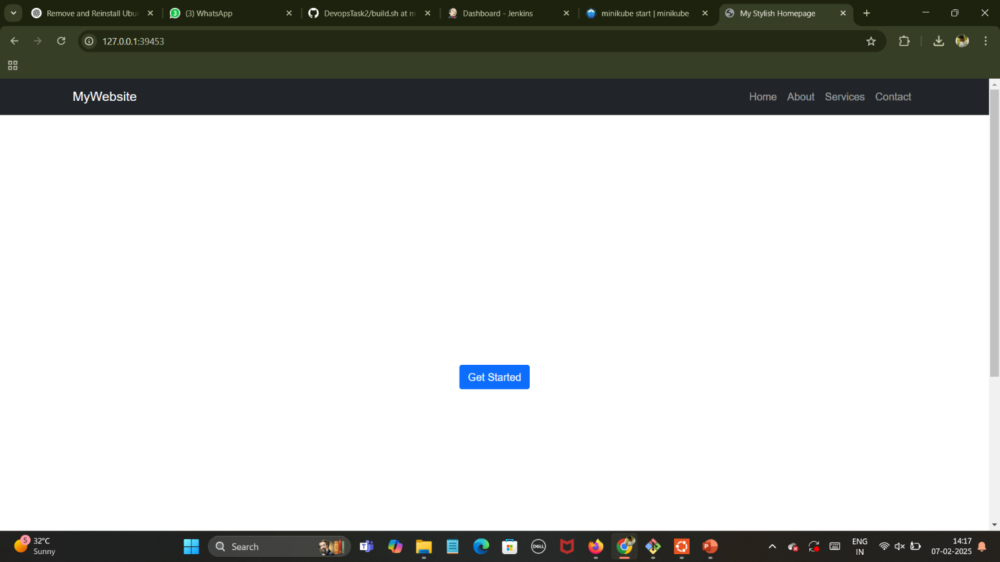 Remove and Reinstall Ubu
3 (3) WhatsApp
DevopsTask2/build.sh at m
Dashboard - Jenkins
minikube start | minikube
My Stylish Homepage
127.0.0.1:39453
MyWebsite
Home About Services Contact
Get Started
5
32°C
Sunny
Search
DELL
P
ENG
IN
14:17
07-02-2025